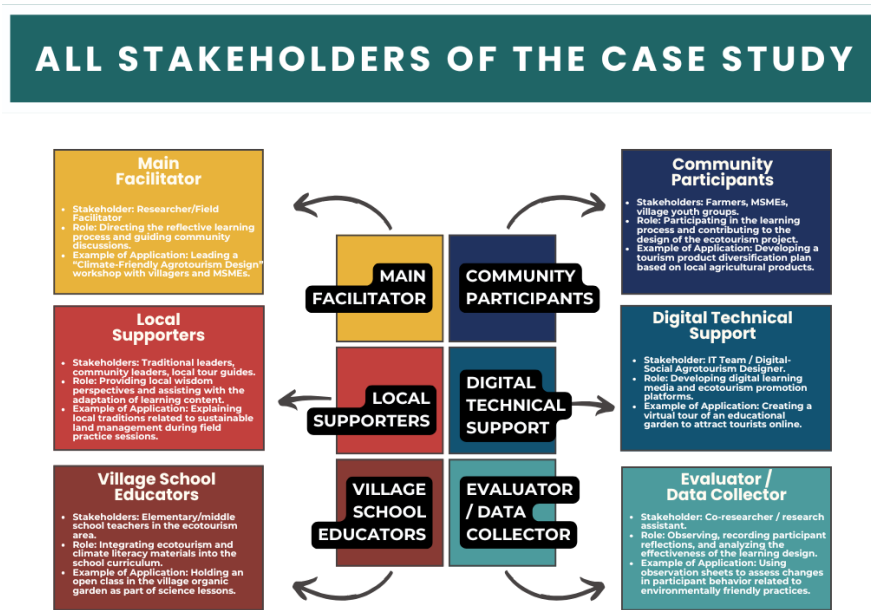 ALL STAKEHOLDERS OF THE CASE STUDY
Main
Facilitator
• Stakeholder: Researcher/Field
Facilitator
• Role: Directing the reflective learning
process and guiding community
discussions.
• Example of Application: Leading a
“Climate-Friendly Agrotourism Design”
workshop with villagers and MSMEs.
Local
Supporters
• Stakeholders: Traditional leaders,
community leaders, local tour guides.
• Role: Providing local wisdom
perspectives and assisting with the
adaptation of learning content.
• Example of Application: Explaining
local traditions related to sustainable
land management during field
practice sessions.
Village School
Educators
• Stakeholders: Elementary/middle
school teachers in the ecotourism
area.
• Role: Integrating ecotourism and
climate literacy materials into the
school curriculum.
• Example of Application: Holding an
open class in the village organic
garden as part of science lessons.
MAIN
FACILITATOR
COMMUNITY
PARTICIPANTS
LOCAL
SUPPORTERS
DIGITAL
TECHNICAL
SUPPORT
VILLAGE
SCHOOL
EDUCATORS
EVALUATOR
/ DATA
COLLECTOR
Community
Participants
• Stakeholders: Farmers, MSMEs,
village youth groups.
• Role: Participating in the learning
process and contributing to the
design of the ecotourism project.
• Example of Application: Developing a
tourism product diversification plan
based on local agricultural products.
Digital Technical
Support
• Stakeholder: IT Team / Digital-
Social Agrotourism Designer.
• Role: Developing digital learning
media and ecotourism promotion
platforms.
• Example of Application: Creating a
virtual tour of an educational
garden to attract tourists online.
Evaluator /
Data Collector
• Stakeholder: Co-researcher / research
assistant.
• Role: Observing, recording participant
reflections, and analyzing the
effectiveness of the learning design.
• Example of Application: Using
observation sheets to assess changes
in participant behavior related to
environmentally friendly practices.